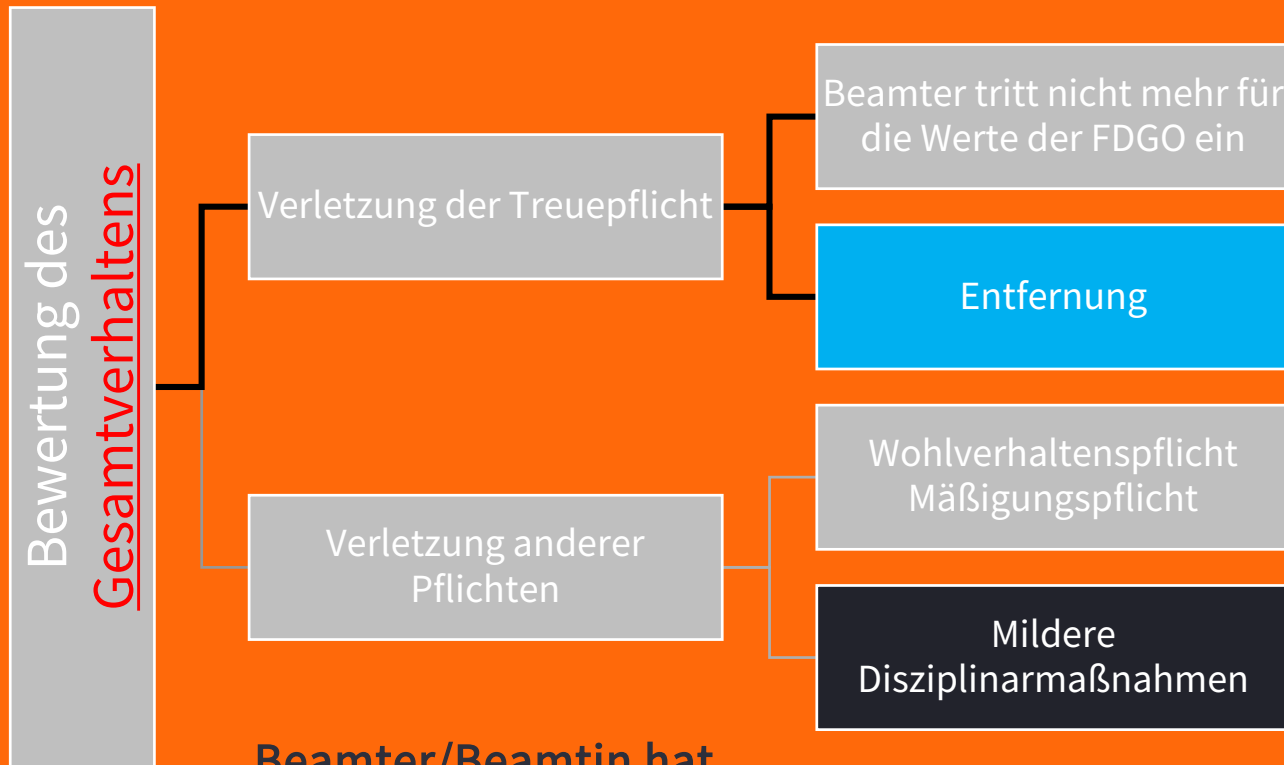 Bewertung des
Gesamtverhaltens
Verletzung der Treuepflicht
Beamter tritt nicht mehr für
die Werte der FDGO ein
Entfernung
Verletzung anderer
Pflichten
Wohlverhaltenspflicht
Mäßigungspflicht
Mildere
Disziplinarmaßnahmen
Beamter/Beamtin hat